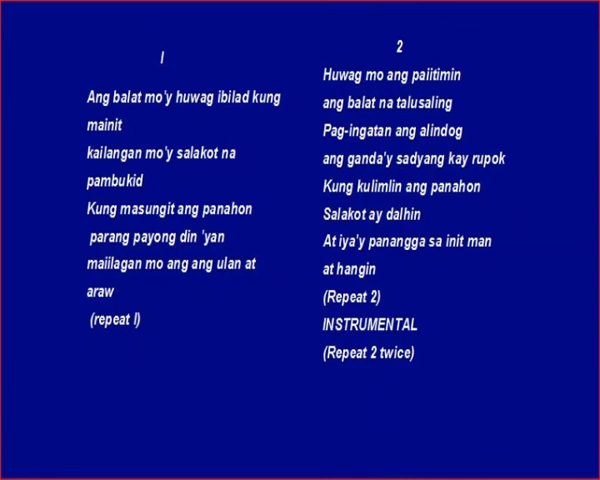 I
Ang balat mo'y huwag ibilad kung
mainit
kailangan mo'y salakot na
pambukid
Kung masungit ang panahon
parang payong din 'yan
maiilagan mo ang ang ulan at
araw
(repeat I)
2
Huwag mo ang paiitimin
ang balat na talusaling
Pag-ingatan ang alindog
ang ganda'y sadyang kay rupok
Kung kulimlin ang panahon
Salakot ay dalhin
At iya'y panangga sa init man
at hangin
(Repeat 2)
INSTRUMENTAL
(Repeat 2 twice)